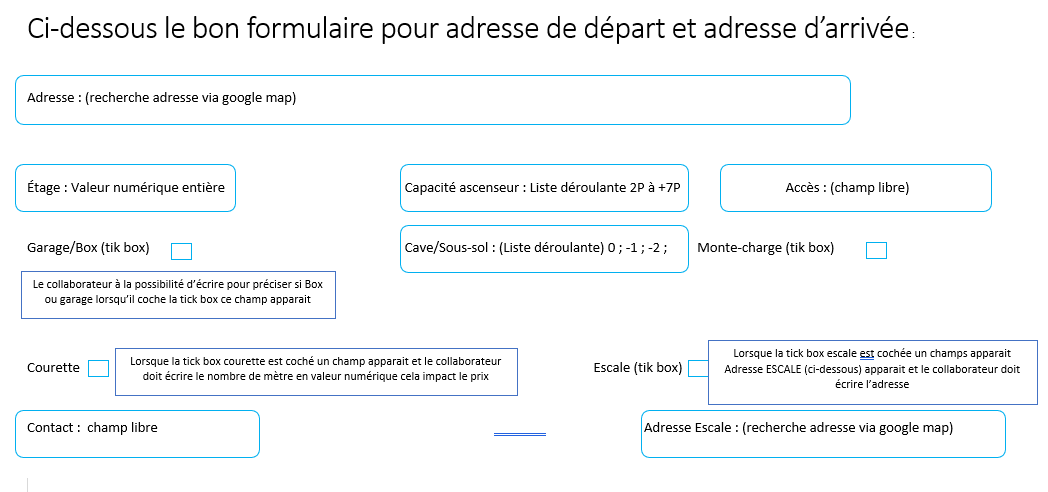 Ci-dessous le bon formulaire pour adresse de départ et adresse d’arrivée :
Adresse : (recherche adresse via google map)
Étage : Valeur numérique entière
Capacité ascenseur : Liste déroulante 2P à +7P
Accès : (champ libre)
Garage/Box (tik box)
Cave/Sous-sol : (Liste déroulante) 0 ; -1 ; -2 ;
Monte-charge (tik box)
Le collaborateur à la possibilité d’écrire pour préciser si Box
ou garage lorsqu’il coche la tick box ce champ apparait
Courette
Lorsque la tick box courette est coché un champ apparait et le collaborateur
doit écrire le nombre de mètre en valeur numérique cela impact le prix
Escale (tik box)
Lorsque la tick box escale est cochée un champs apparait
Adresse ESCALE (ci-dessous) apparait et le collaborateur doit
écrire l’adresse
Contact : champ libre
Adresse Escale : (recherche adresse via google map)